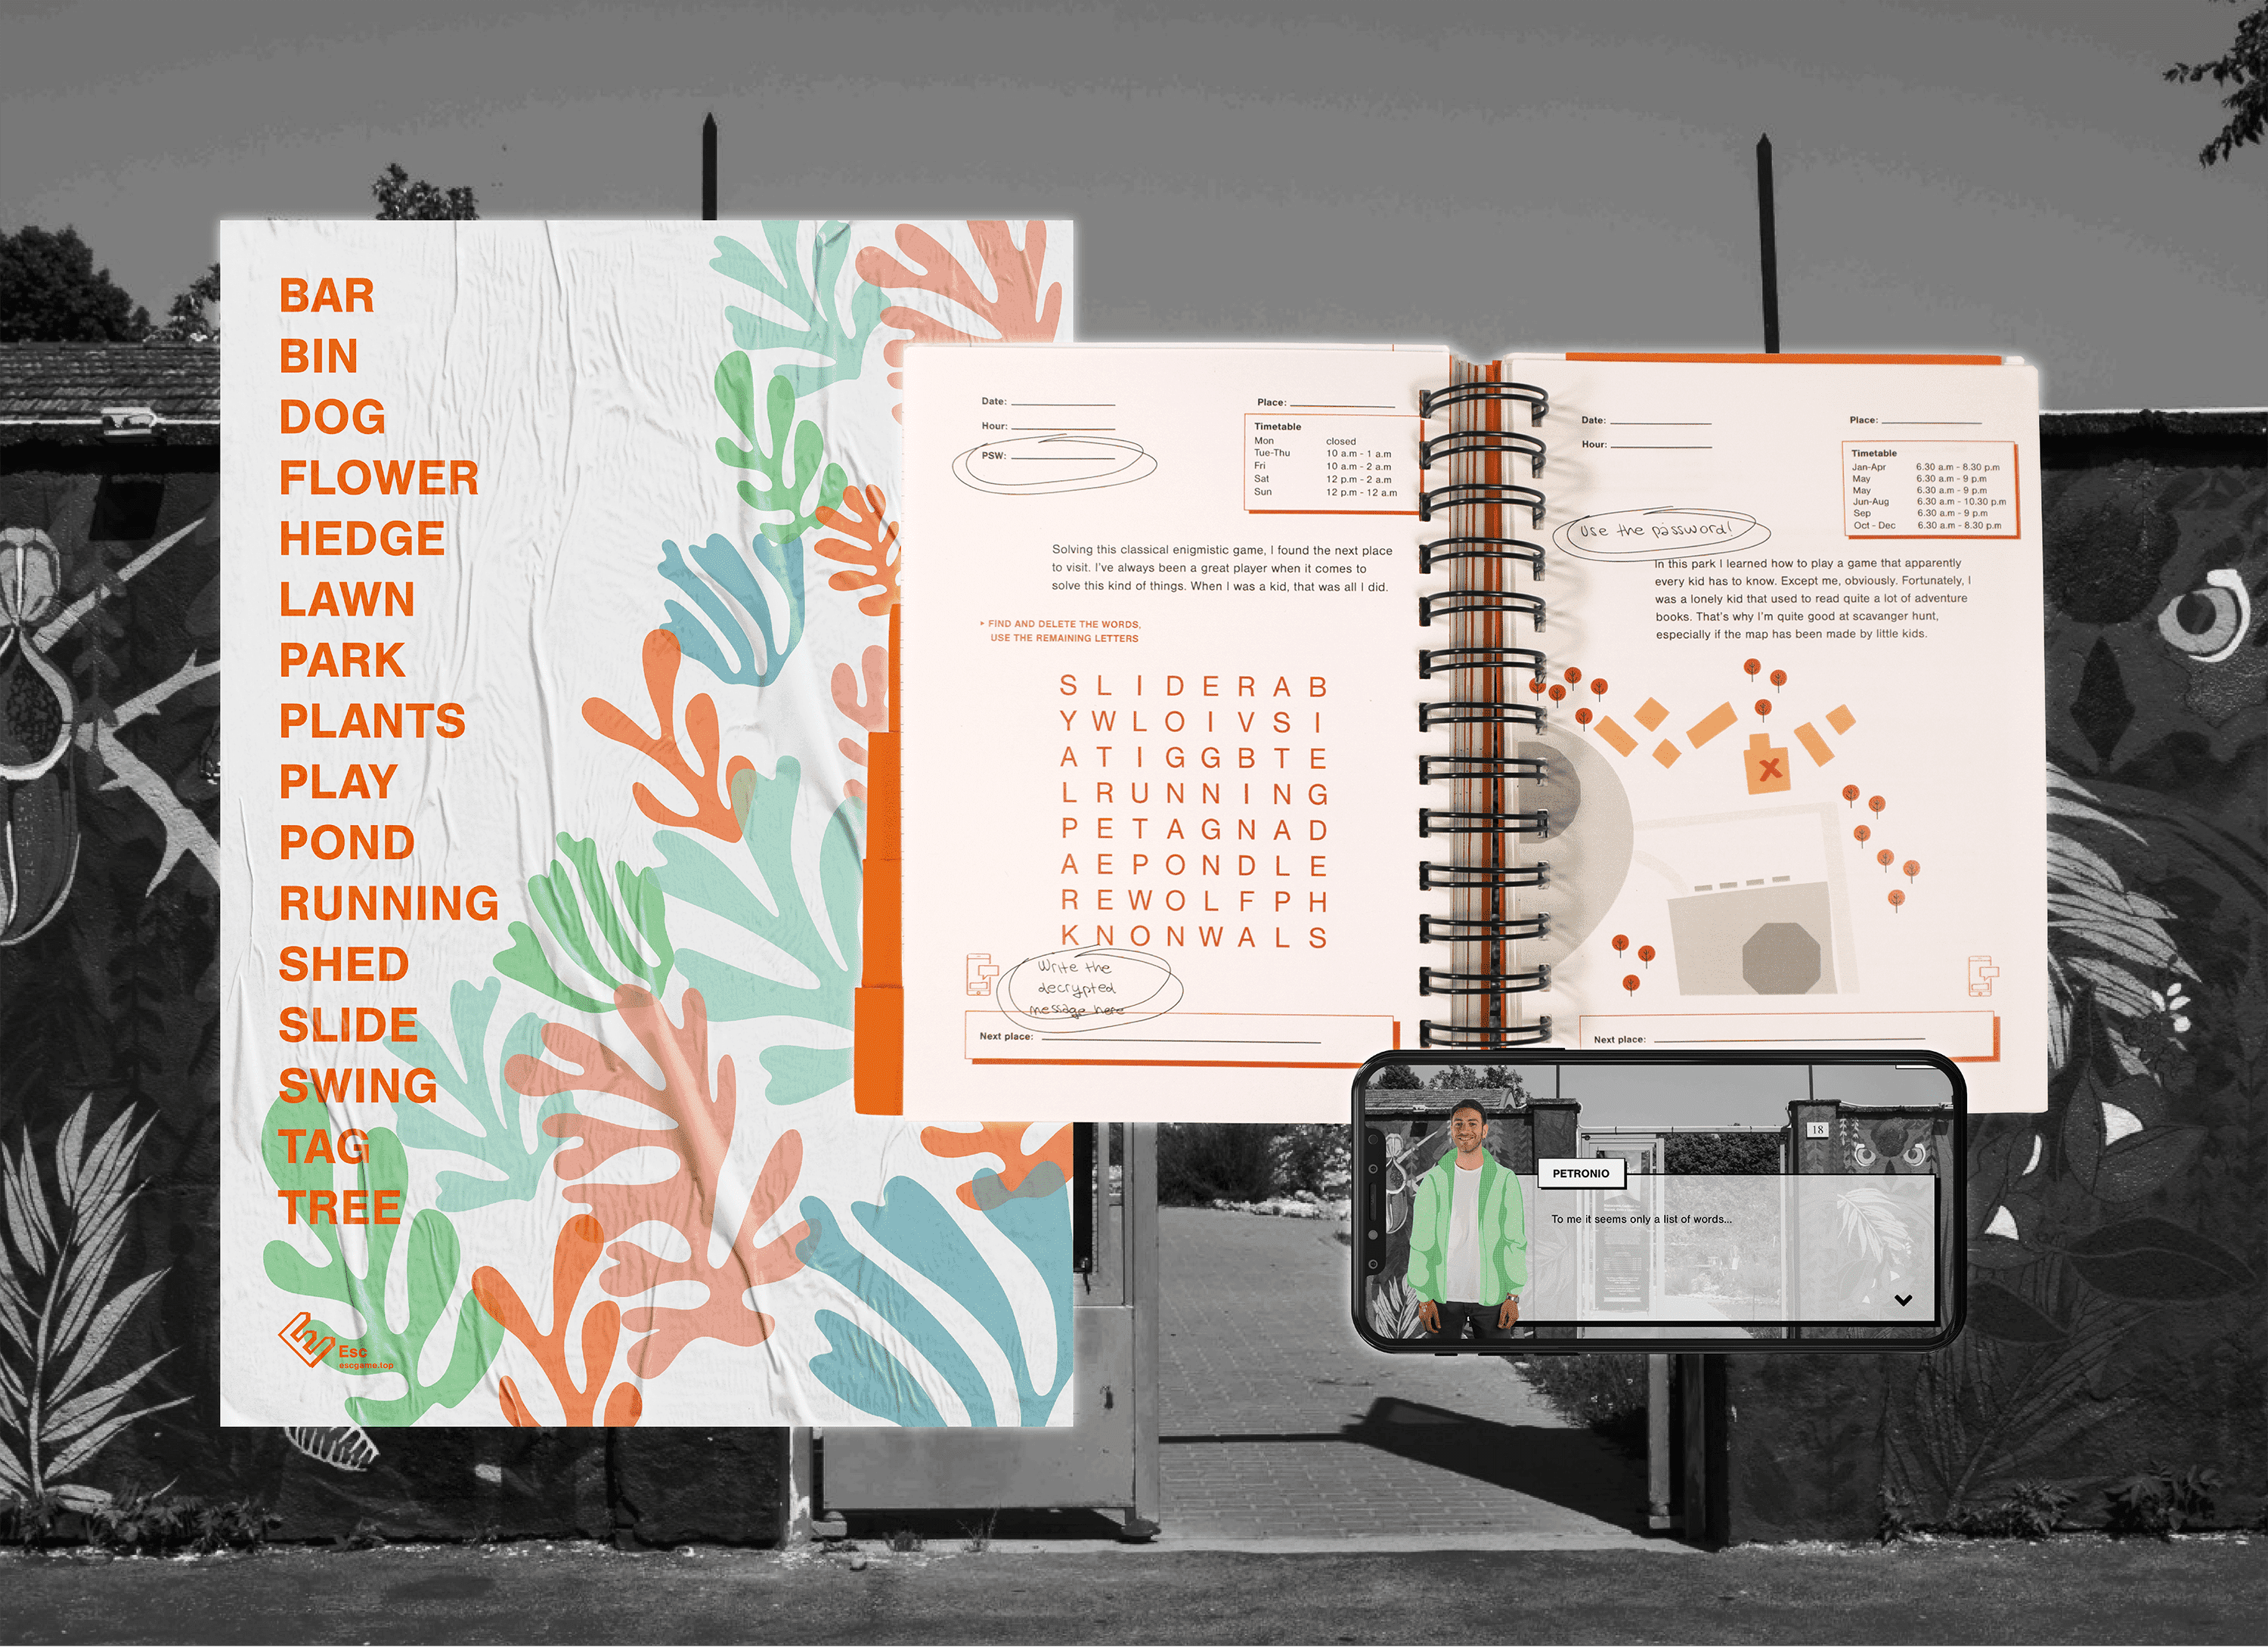 BAR
BIN
DOG
FLOWER
HEDGE
LAWN
PARK
PLANTS
PLAY
POND
RUNNING
SHED
SLIDE
SWING
TAG
TREE
Esc
escgame.top
Date:
Hour:
PSW:
Place:
Timetable
Mon closed
Tue-Thu 10 a.m - 1 a.m
Fri 10 a.m - 2 a.m
Sat 12 p.m - 2 a.m
Sun 12 p.m - 12 a.m
Solving this classical enigmistic game, I found the next place
to visit. I've always been a great player when it comes to
solve this kind of things. When I was a kid, that was all I did.
FIND AND DELETE THE WORDS,
USE THE REMAINING LETTERS
S L I D E R A B
Y W L O I V S I
A T I G G B T E
L R U N N I N G
P E T A G N A D
A E P O N D L E
R E W O L F P H
K N O N W A L S
Write the
decrypted
message here
Next place:
Date:
Hour:
Place:
Timetable
Jan-Apr 6.30 a.m - 8.30 p.m
May 6.30 a.m - 9 p.m
May 6.30 a.m - 9 p.m
Jun-Aug 6.30 a.m - 10.30 p.m
Sep 6.30 a.m - 9 p.m
Oct - Dec 6.30 a.m - 8.30 p.m
Use the password!
In this park I learned how to play a game that apparently
every kid has to know. Except me, obviously. Fortunately, I
was a lonely kid that used to read quite a lot of adventure
books. That's why I'm quite good at scavanger hunt,
especially if the map has been made by little kids.
Next place:
18
PETRONIO
To me it seems only a list of words...